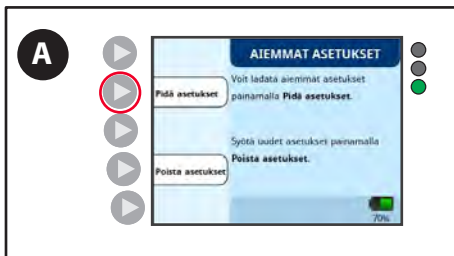 A
AIEMMAT ASETUKSET
Pidä asetukset
Voit ladata aiemmat asetukset
painamalla Pidä asetukset.
Poista asetukset
Syötä uudet asetukset painamalla
Poista asetukset.
70%